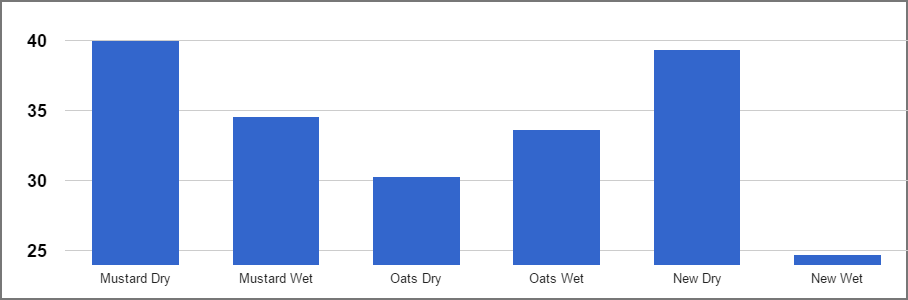 40
35
30
25
Mustard Dry
Mustard Wet
Oats Dry
Oats Wet
New Dry
New Wet